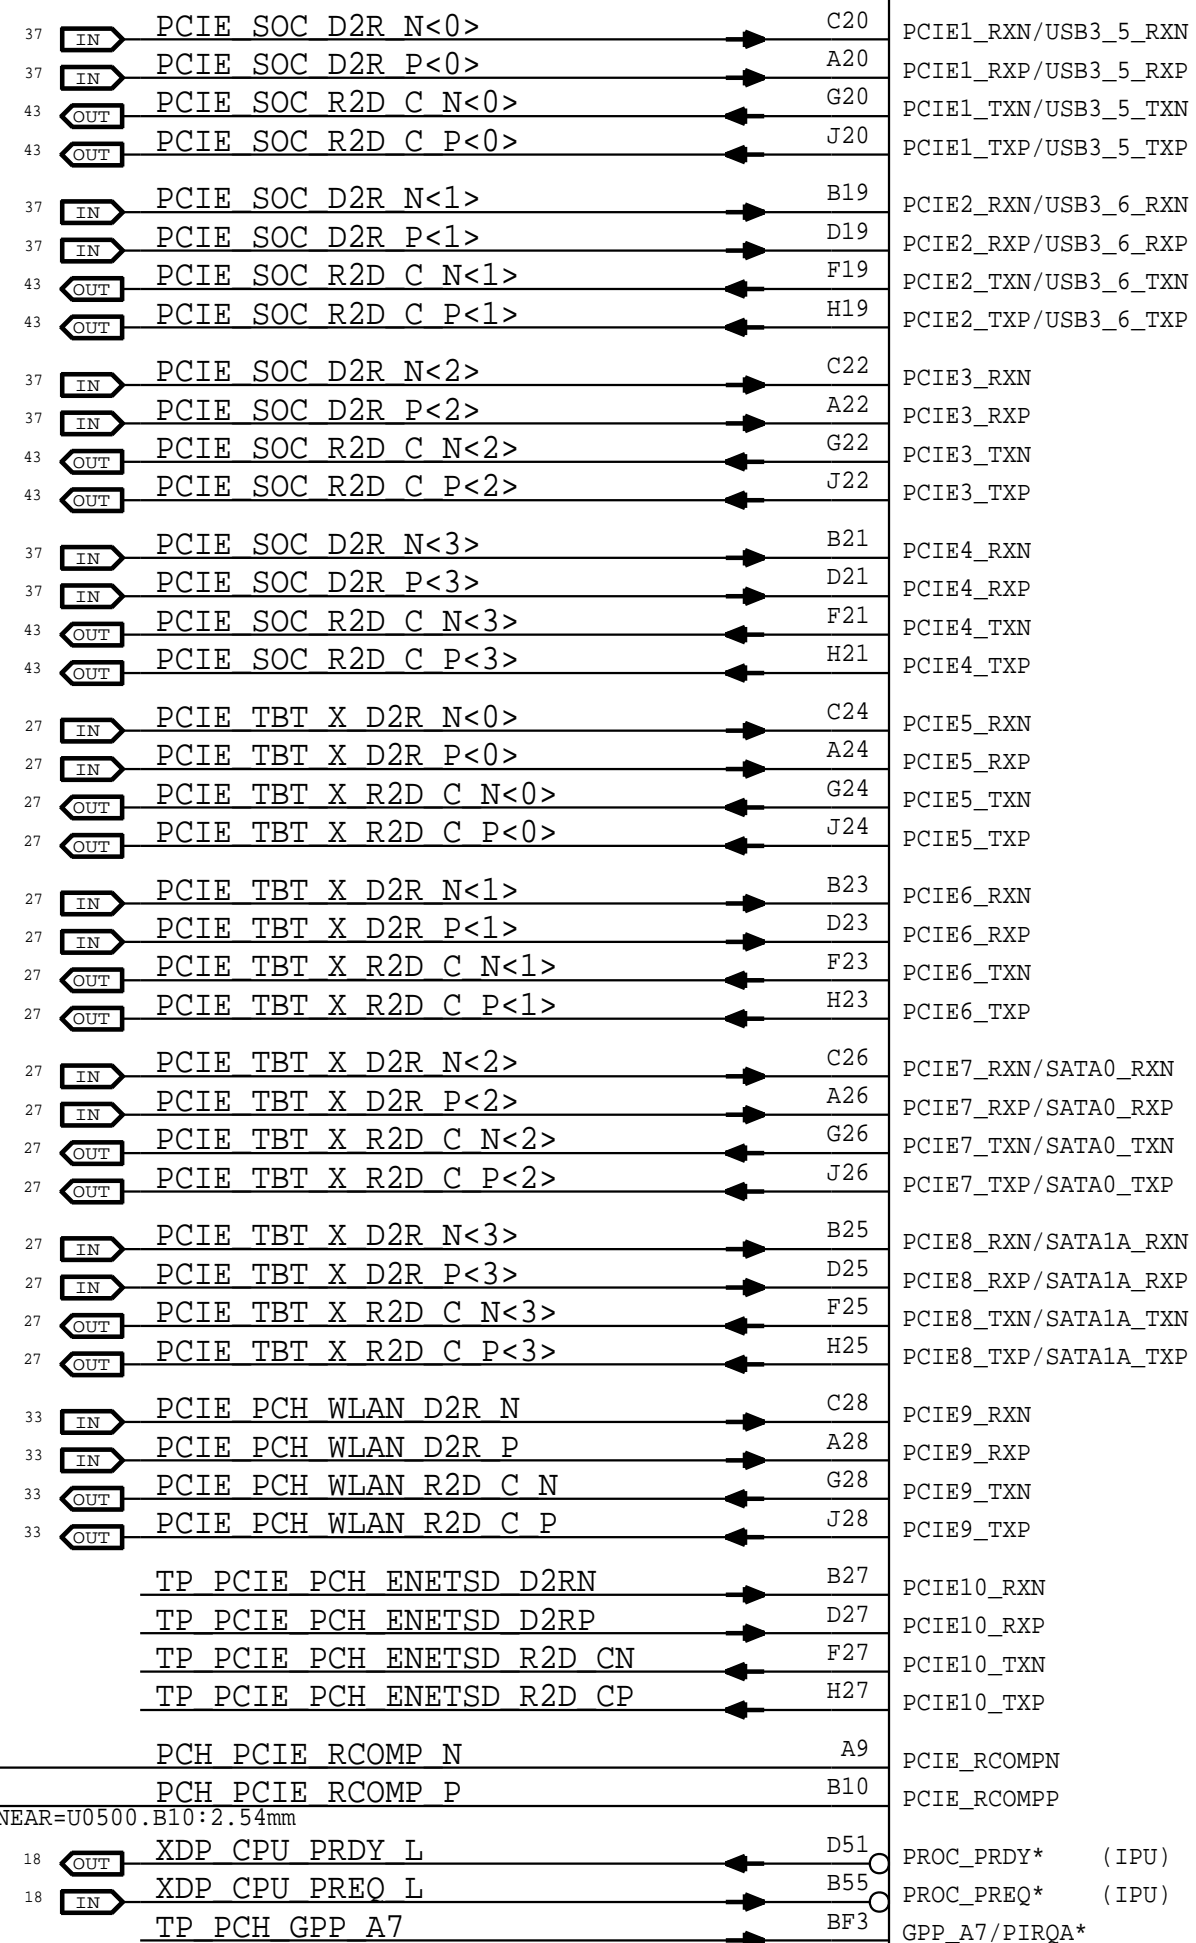 37 IN PCIE_SOC_D2R_N<0> C20 PCIE1_RXN/USB3_5_RXN
37 IN PCIE_SOC_D2R_P<0> A20 PCIE1_RXP/USB3_5_RXP
43 OUT PCIE_SOC_R2D_C_N<0> G20 PCIE1_TXN/USB3_5_TXN
43 OUT PCIE_SOC_R2D_C_P<0> J20 PCIE1_TXP/USB3_5_TXP
37 IN PCIE_SOC_D2R_N<1> B19 PCIE2_RXN/USB3_6_RXN
37 IN PCIE_SOC_D2R_P<1> D19 PCIE2_RXP/USB3_6_RXP
43 OUT PCIE_SOC_R2D_C_N<1> F19 PCIE2_TXN/USB3_6_TXN
43 OUT PCIE_SOC_R2D_C_P<1> H19 PCIE2_TXP/USB3_6_TXP
37 IN PCIE_SOC_D2R_N<2> C22 PCIE3_RXN
37 IN PCIE_SOC_D2R_P<2> A22 PCIE3_RXP
43 OUT PCIE_SOC_R2D_C_N<2> G22 PCIE3_TXN
43 OUT PCIE_SOC_R2D_C_P<2> J22 PCIE3_TXP
37 IN PCIE_SOC_D2R_N<3> B21 PCIE4_RXN
37 IN PCIE_SOC_D2R_P<3> D21 PCIE4_RXP
43 OUT PCIE_SOC_R2D_C_N<3> F21 PCIE4_TXN
43 OUT PCIE_SOC_R2D_C_P<3> H21 PCIE4_TXP
27 IN PCIE_TBT_X_D2R_N<0> C24 PCIE5_RXN
27 IN PCIE_TBT_X_D2R_P<0> A24 PCIE5_RXP
27 OUT PCIE_TBT_X_R2D_C_N<0> G24 PCIE5_TXN
27 OUT PCIE_TBT_X_R2D_C_P<0> J24 PCIE5_TXP
27 IN PCIE_TBT_X_D2R_N<1> B23 PCIE6_RXN
27 IN PCIE_TBT_X_D2R_P<1> D23 PCIE6_RXP
27 OUT PCIE_TBT_X_R2D_C_N<1> F23 PCIE6_TXN
27 OUT PCIE_TBT_X_R2D_C_P<1> H23 PCIE6_TXP
27 IN PCIE_TBT_X_D2R_N<2> C26 PCIE7_RXN/SATA0_RXN
27 IN PCIE_TBT_X_D2R_P<2> A26 PCIE7_RXP/SATA0_RXP
27 OUT PCIE_TBT_X_R2D_C_N<2> G26 PCIE7_TXN/SATA0_TXN
27 OUT PCIE_TBT_X_R2D_C_P<2> J26 PCIE7_TXP/SATA0_TXP
27 IN PCIE_TBT_X_D2R_N<3> B25 PCIE8_RXN/SATA1A_RXN
27 IN PCIE_TBT_X_D2R_P<3> D25 PCIE8_RXP/SATA1A_RXP
27 OUT PCIE_TBT_X_R2D_C_N<3> F25 PCIE8_TXN/SATA1A_TXN
27 OUT PCIE_TBT_X_R2D_C_P<3> H25 PCIE8_TXP/SATA1A_TXP
33 IN PCIE_PCH_WLAN_D2R_N C28 PCIE9_RXN
33 IN PCIE_PCH_WLAN_D2R_P A28 PCIE9_RXP
33 OUT PCIE_PCH_WLAN_R2D_C_N G28 PCIE9_TXN
33 OUT PCIE_PCH_WLAN_R2D_C_P J28 PCIE9_TXP
TP_PCIE_PCH_ENETSD_D2RN B27 PCIE10_RXN
TP_PCIE_PCH_ENETSD_D2RP D27 PCIE10_RXP
TP_PCIE_PCH_ENETSD_R2D_CN F27 PCIE10_TXN
TP_PCIE_PCH_ENETSD_R2D_CP H27 PCIE10_TXP
PCH_PCIE_RCOMP_N A9 PCIE_RCOMPN
PCH_PCIE_RCOMP_P B10 PCIE_RCOMPP
NEAR=U0500.B10:2.54mm
18 OUT XDP_CPU_PRDY_L D51 PROC_PRDY* (IPU)
18 IN XDP_CPU_PREQ_L B55 PROC_PREQ* (IPU)
TP_PCH_GPP_A7 BF3 GPP_A7/PIRQA*